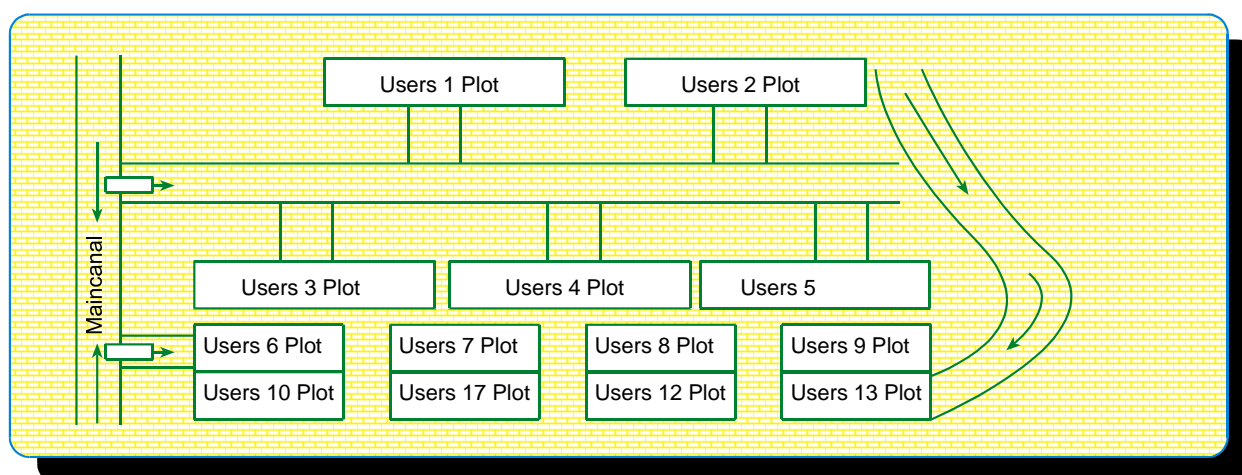 Users 1 Plot
Users 2 Plot
Maincanal
Users 3 Plot
Users 4 Plot
Users 5
Users 6 Plot
Users 7 Plot
Users 8 Plot
Users 9 Plot
Users 10 Plot
Users 17 Plot
Users 12 Plot
Users 13 Plot